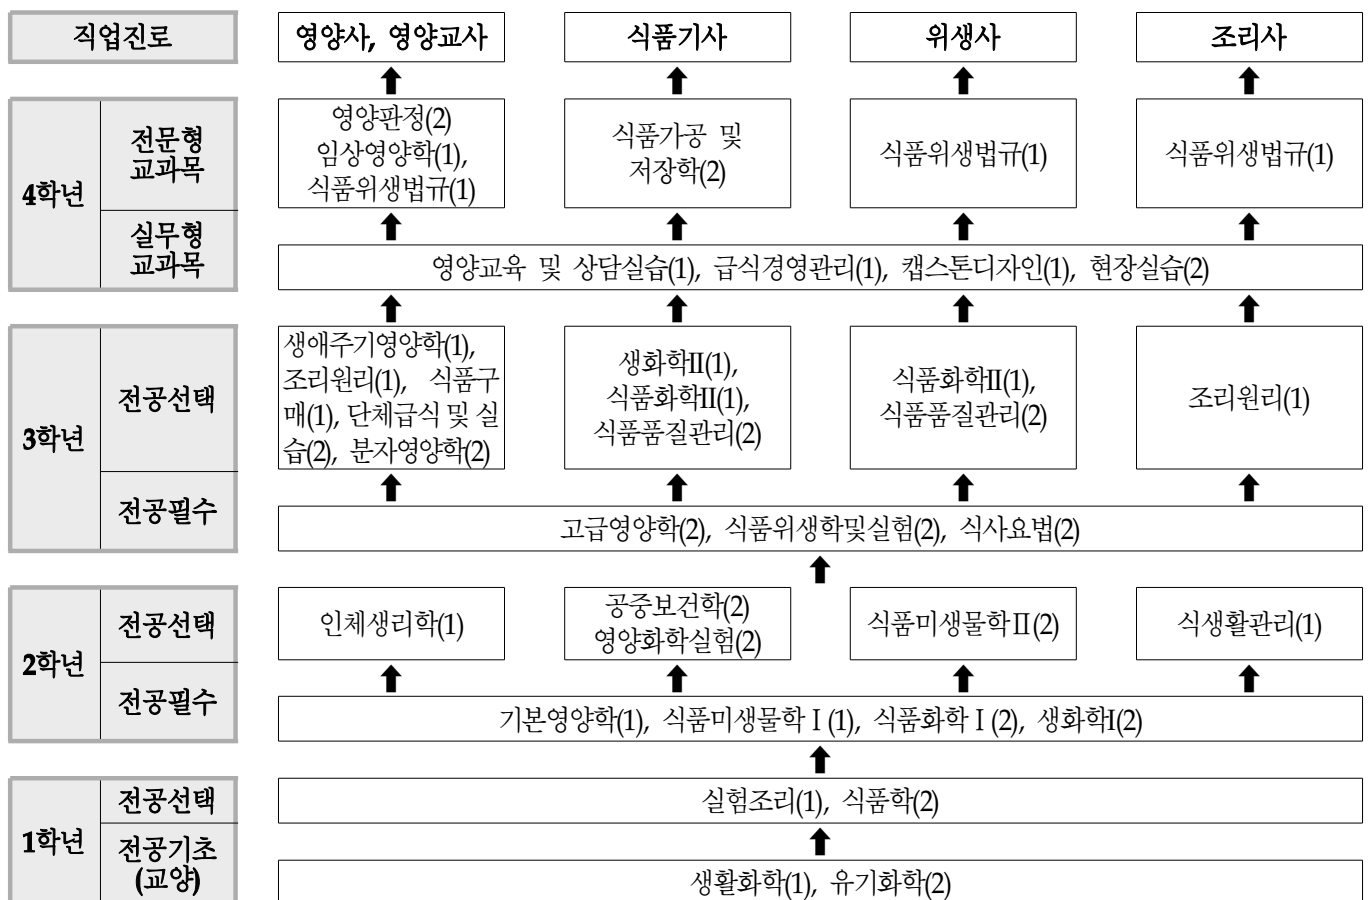 직업진로
영양사, 영양교사
식품기사
위생사
조리사
4학년
전문형
교과목
영양판정(2)
임상영양학(1),
식품위생법규(1)
식품가공 및
저장학(2)
식품위생법규(1)
식품위생법규(1)
실무형
교과목
영양교육 및 상담실습(1), 급식경영관리(1), 캡스톤디자인(1), 현장실습(2)
3학년
전공선택
생애주기영양학(1),
조리원리(1), 식품구
매(1), 단체급식 및 실
습(2), 분자영양학(2)
생화학II(1),
식품화학II(1),
식품품질관리(2)
식품화학II(1),
식품품질관리(2)
조리원리(1)
전공필수
고급영양학(2), 식품위생학및실험(2), 식사요법(2)
2학년
전공선택
인체생리학(1)
공중보건학(2)
영양화학실험(2)
식품미생물학Ⅱ(2)
식생활관리(1)
전공필수
기본영양학(1), 식품미생물학Ⅰ(1), 식품화학Ⅰ(2), 생화학I(2)
1학년
전공선택
실험조리(1), 식품학(2)
전공기초
(교양)
생활화학(1), 유기화학(2)